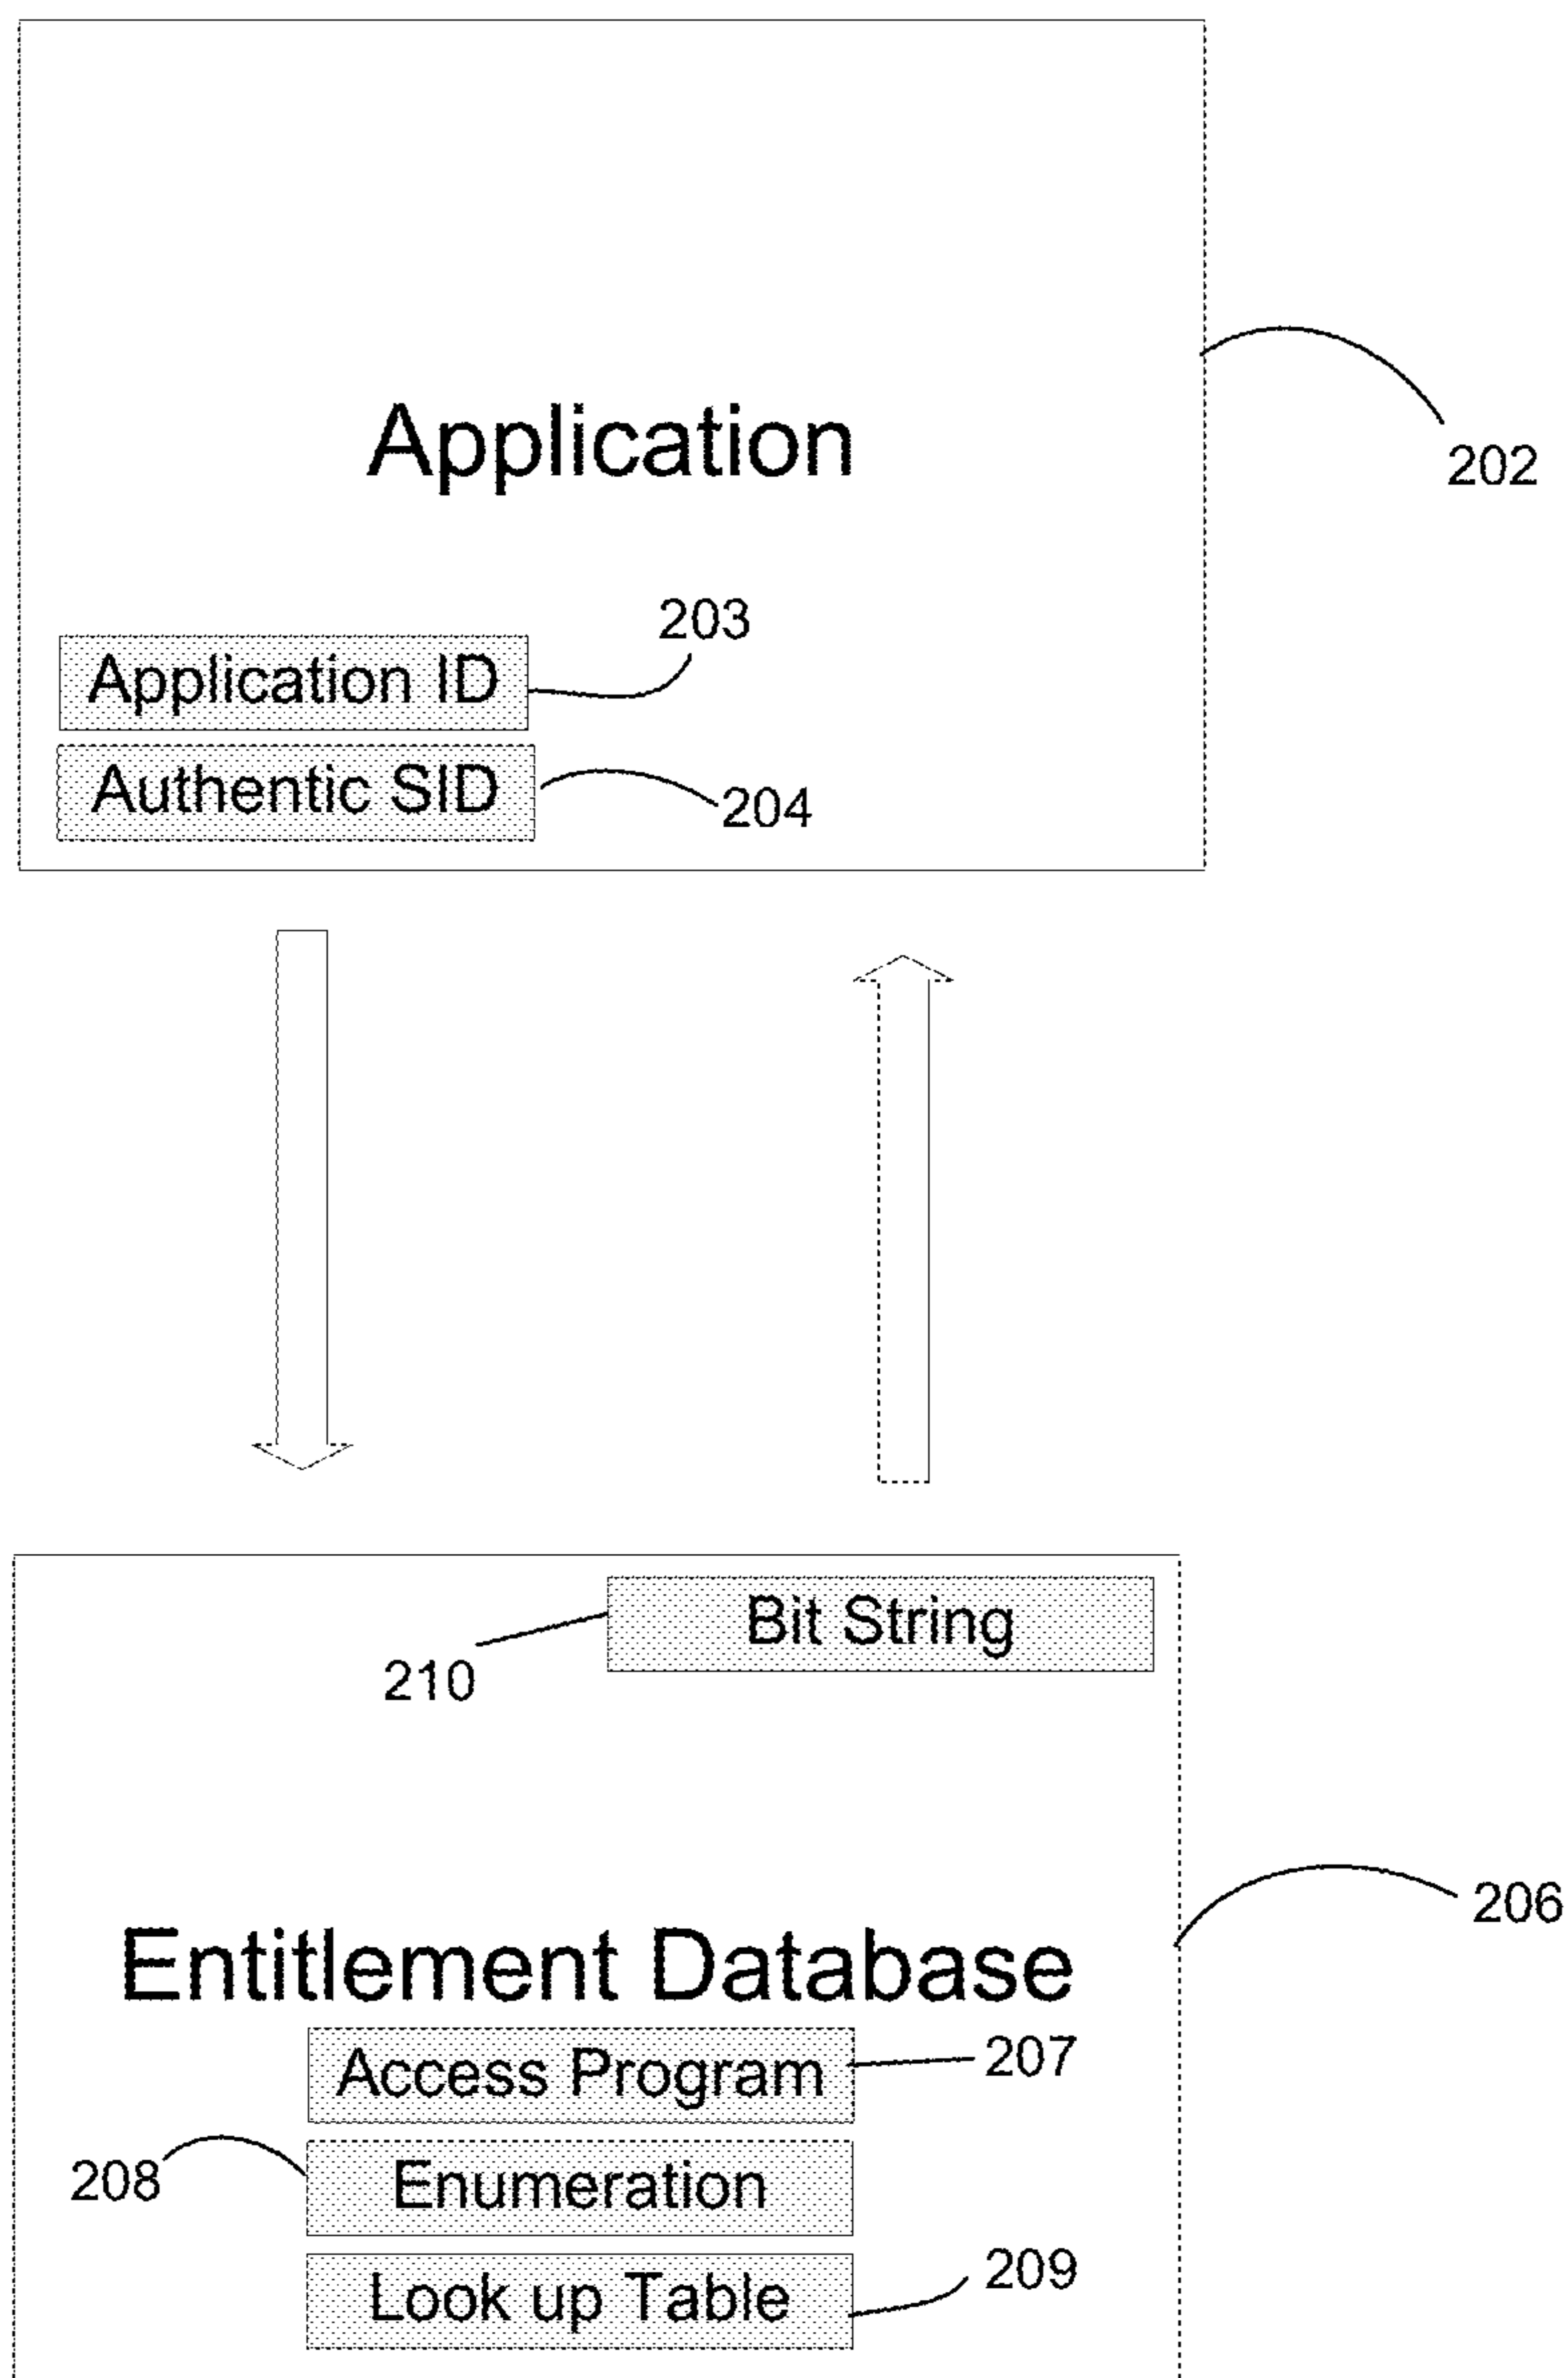 Application
202
203
Application ID
Authentic SID
204
Bit String
210
206
Entitlement Database
Access Program
207
208
Enumeration
Look up Table
209